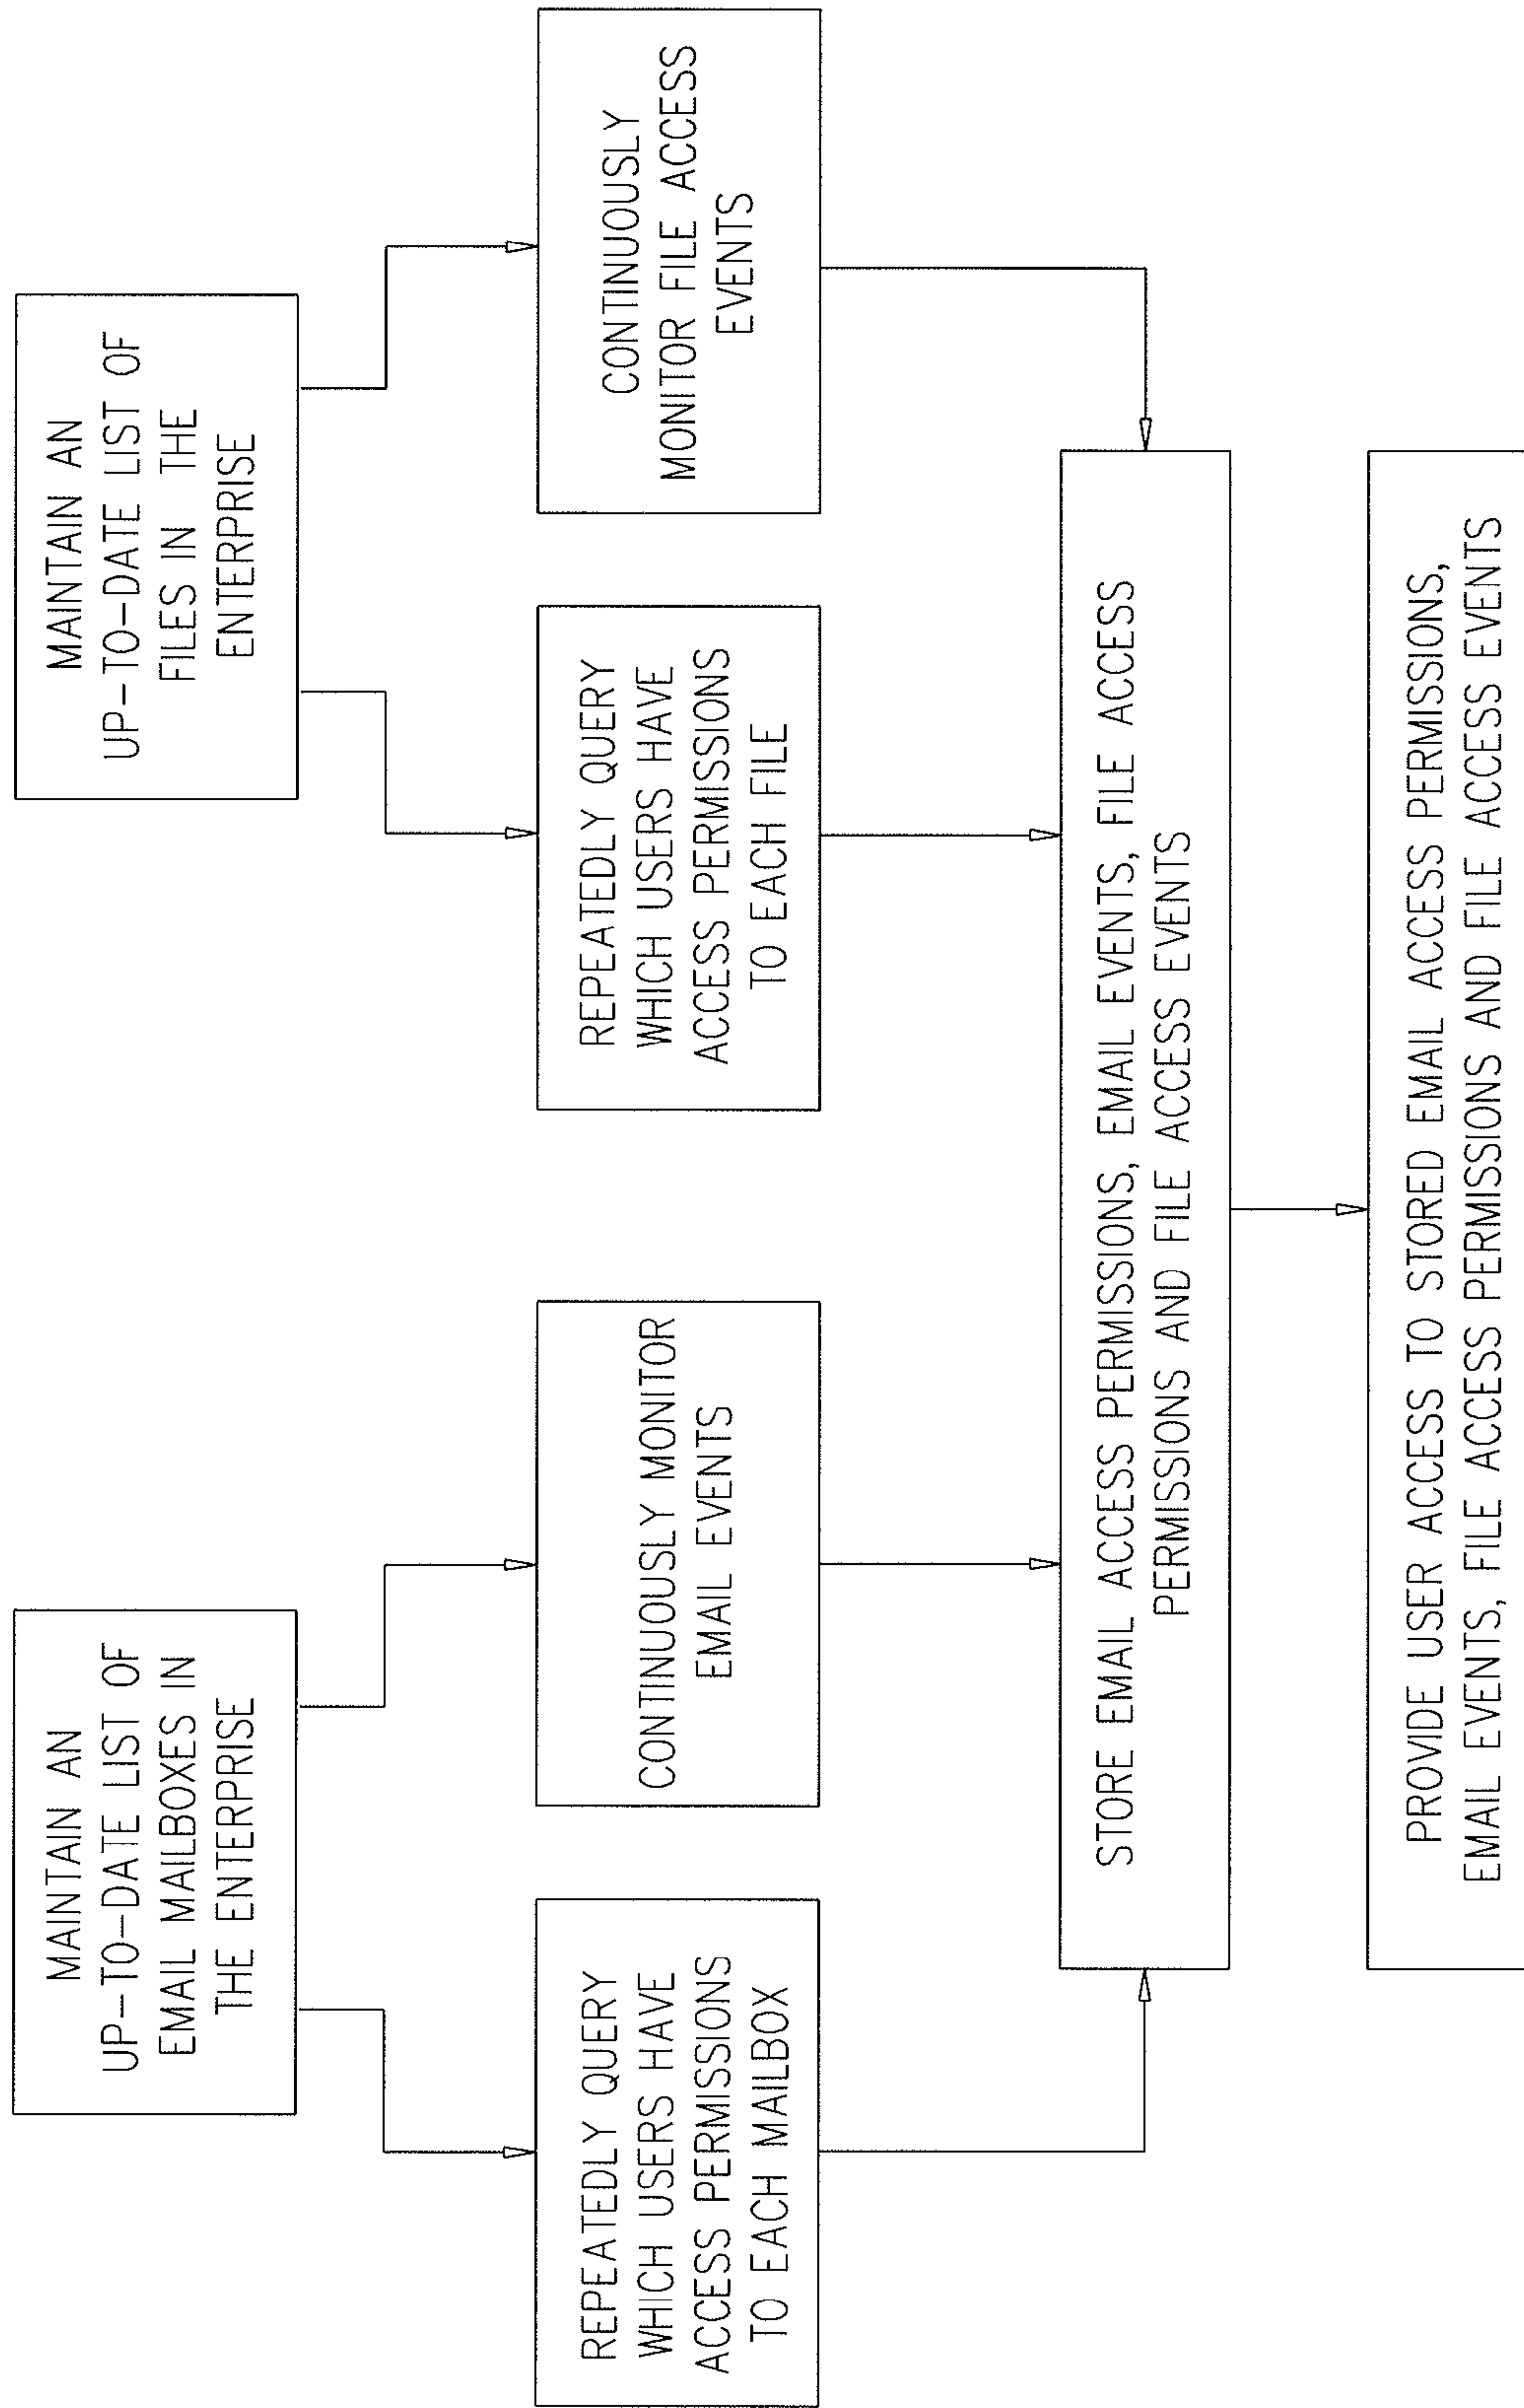 MAINTAIN AN
UP-TO-DATE LIST OF
EMAIL MAILBOXES IN
THE ENTERPRISE
MAINTAIN AN
UP-TO-DATE LIST OF
FILES IN THE
ENTERPRISE
REPEATEDLY QUERY
WHICH USERS HAVE
ACCESS PERMISSIONS
TO EACH MAILBOX
CONTINUOUSLY MONITOR
EMAIL EVENTS
REPEATEDLY QUERY
WHICH USERS HAVE
ACCESS PERMISSIONS
TO EACH FILE
CONTINUOUSLY
MONITOR FILE ACCESS
EVENTS
STORE EMAIL ACCESS PERMISSIONS, EMAIL EVENTS, FILE ACCESS
PERMISSIONS AND FILE ACCESS EVENTS
PROVIDE USER ACCESS TO STORED EMAIL ACCESS PERMISSIONS,
EMAIL EVENTS, FILE ACCESS PERMISSIONS AND FILE ACCESS EVENTS